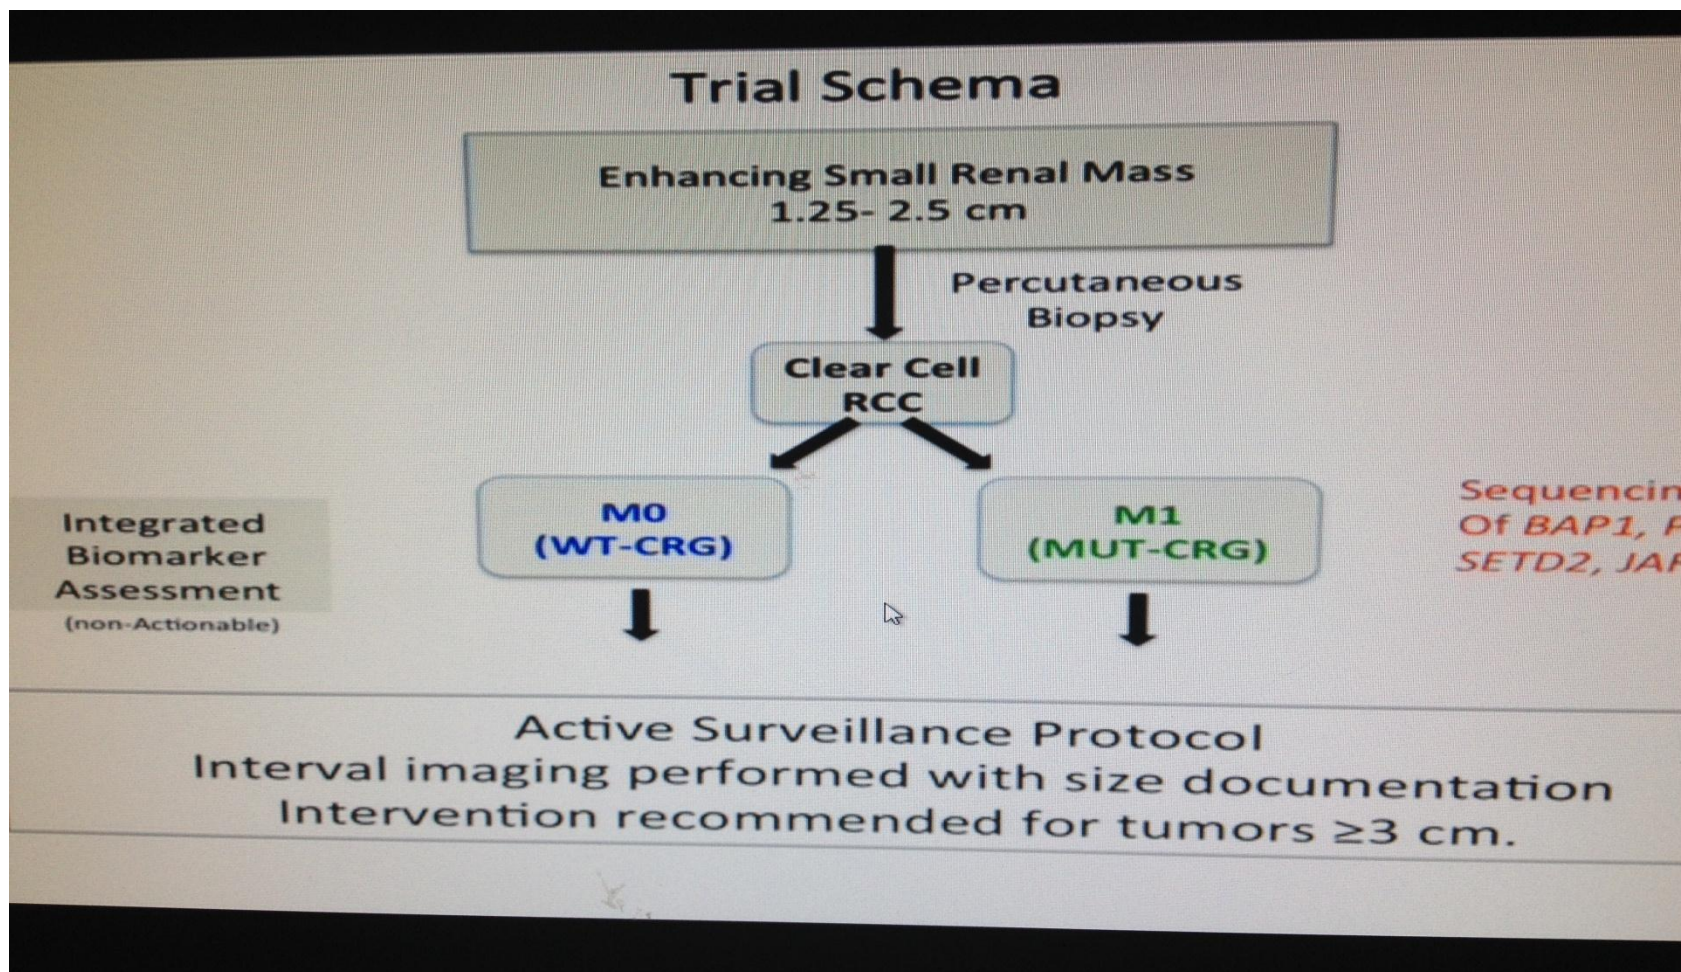 Trial Schema
Enhancing Small Renal Mass
1.25- 2.5 cm
Percutaneous
Biopsy
Clear Cell
RCC
Integrated
Biomarker
Assessment
(non-Actionable)
M0
(WT-CRG)
M1
(MUT-CRG)
Sequencin
Of BAP1, P
SETD2, JAR
Active Surveillance Protocol
Interval imaging performed with size documentation
Intervention recommended for tumors ≥3 cm.